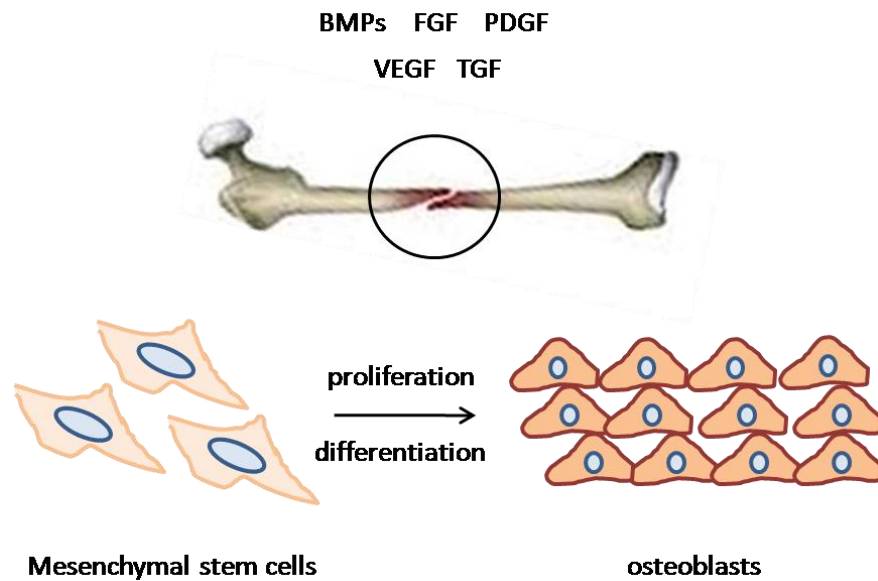 BMPs FGF PDGF
VEGF TGF
proliferation
differentiation
Mesenchymal stem cells
osteoblasts